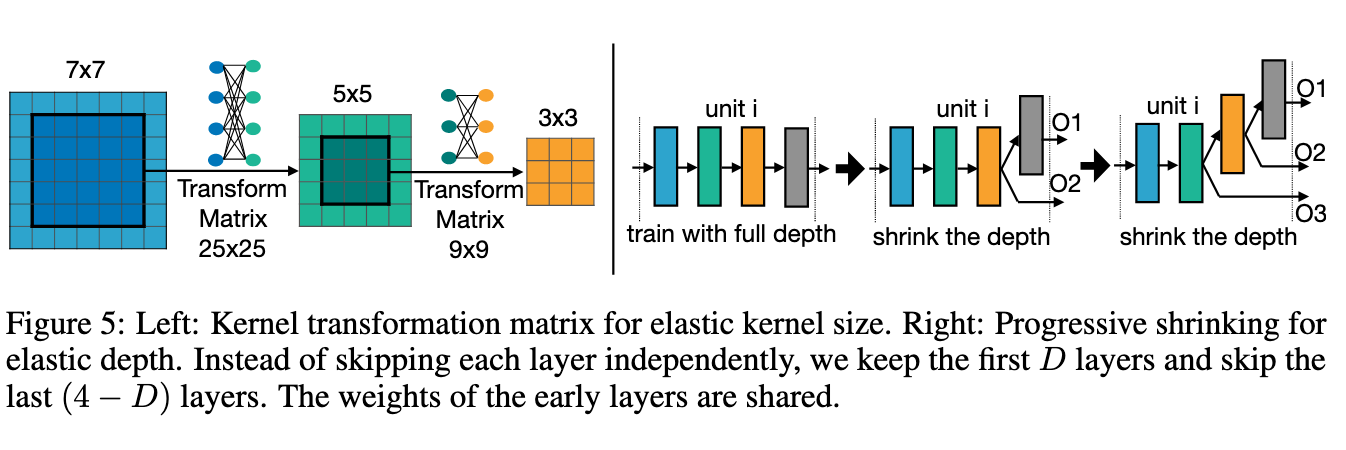 7x7
Transform
Matrix
25x25
5x5
Transform
Matrix
9x9
3x3
unit i
train with full depth
unit i
O1
O2
shrink the depth
unit i
O1
O2
O3
shrink the depth
Figure 5: Left: Kernel transformation matrix for elastic kernel size. Right: Progressive shrinking for
elastic depth. Instead of skipping each layer independently, we keep the first D layers and skip the
last (4 − D) layers. The weights of the early layers are shared.